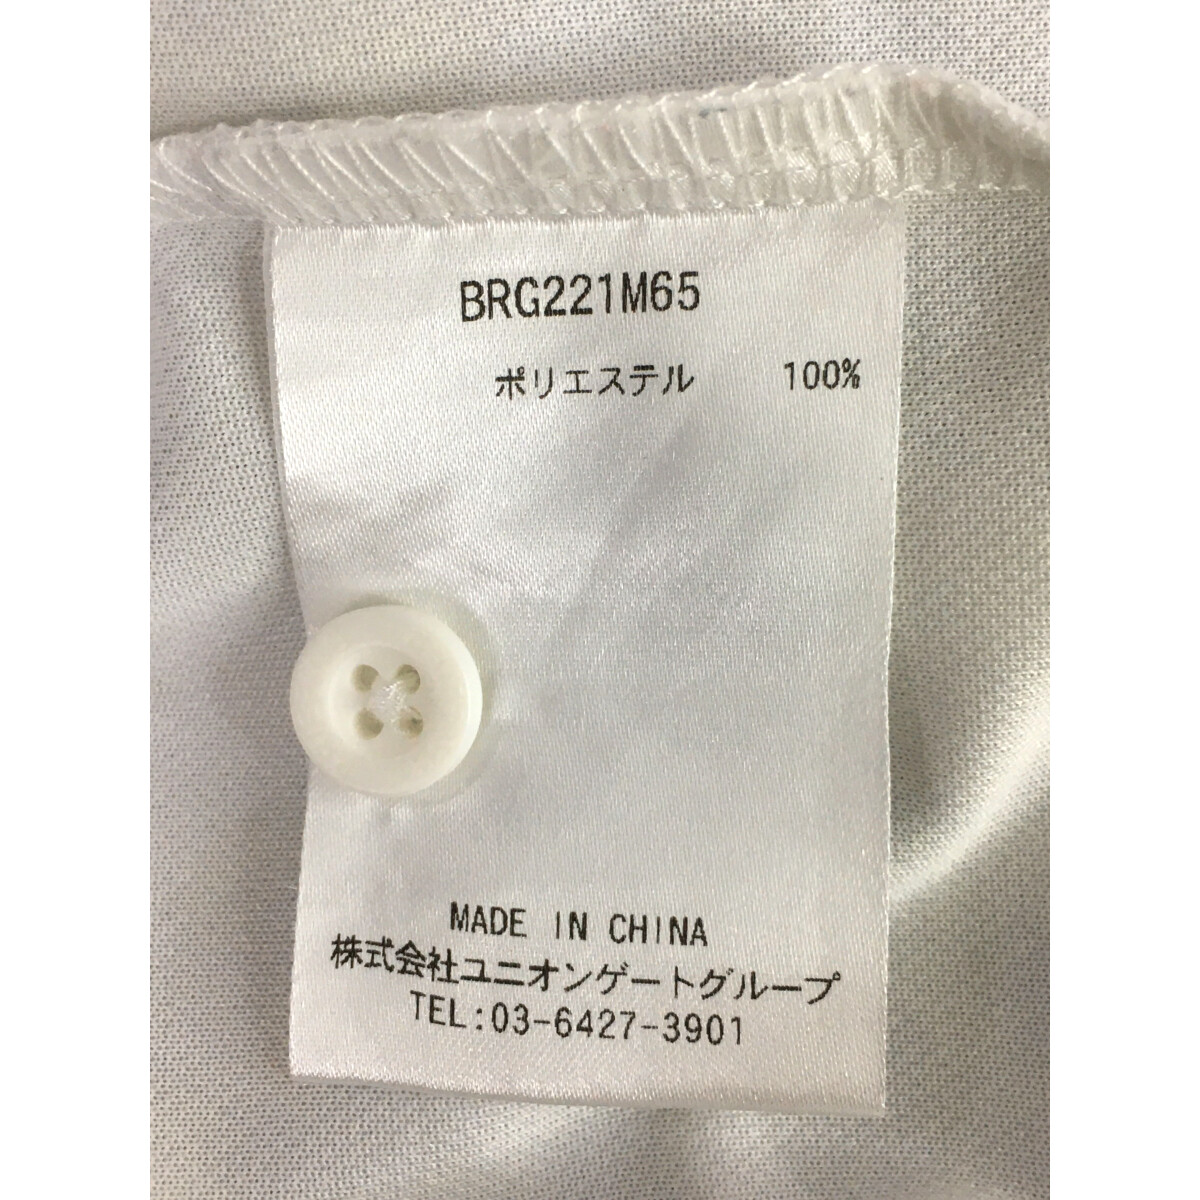 BRG221M65
ポリエステル 100%
MADE IN CHINA
株式会社ユニオンゲートグループ
TEL:03-6427-3901